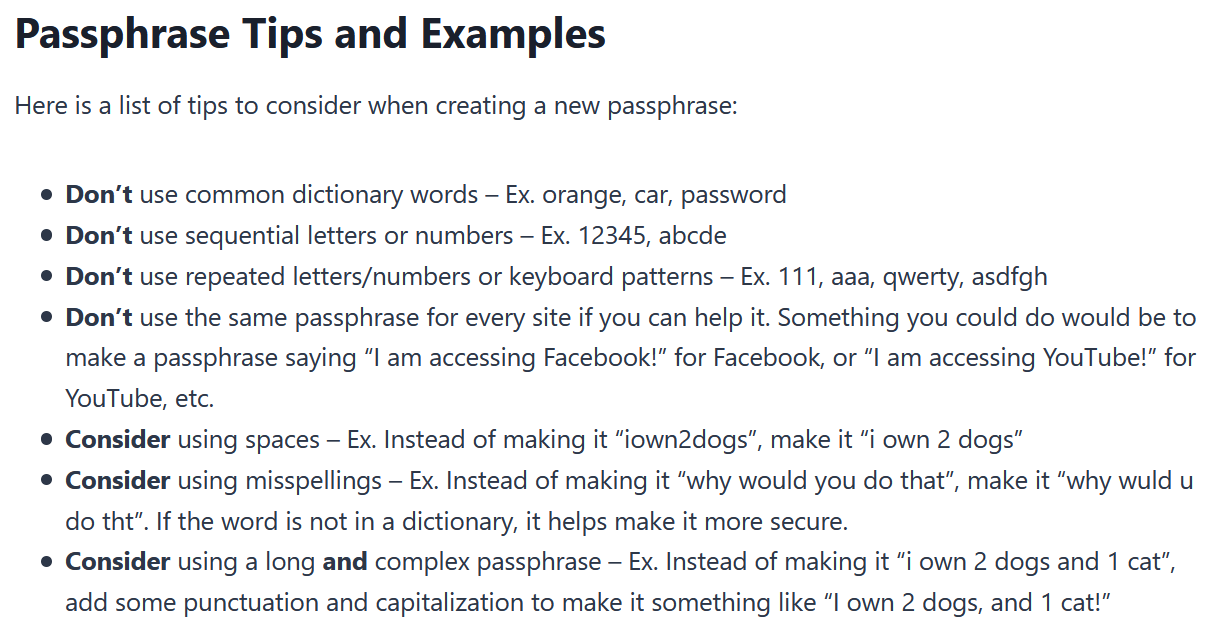 Passphrase Tips and Examples
Here is a list of tips to consider when creating a new passphrase:
• Don’t use common dictionary words – Ex. orange, car, password
• Don’t use sequential letters or numbers – Ex. 12345, abcde
• Don’t use repeated letters/numbers or keyboard patterns – Ex. 111, aaa, qwerty, asdfgh
• Don’t use the same passphrase for every site if you can help it. Something you could do would be to
make a passphrase saying “I am accessing Facebook!” for Facebook, or “I am accessing YouTube!” for
YouTube, etc.
• Consider using spaces – Ex. Instead of making it “iown2dogs”, make it “i own 2 dogs”
• Consider using misspellings – Ex. Instead of making it “why would you do that”, make it “why wuld u
do tht”. If the word is not in a dictionary, it helps make it more secure.
• Consider using a long and complex passphrase – Ex. Instead of making it “i own 2 dogs and 1 cat”,
add some punctuation and capitalization to make it something like “I own 2 dogs, and 1 cat!”